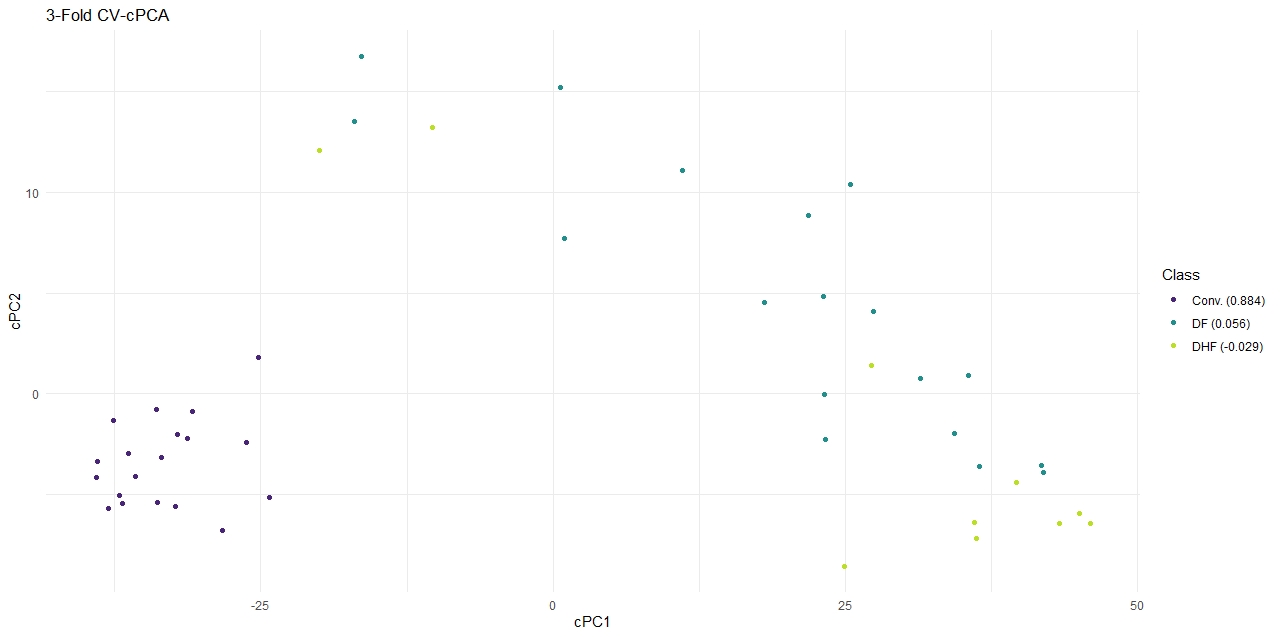 3-Fold CV-cPCA
cPC2
10
0
-25
0
25
50
cPC1
Class
Conv. (0.884)
DF (0.056)
DHF (-0.029)